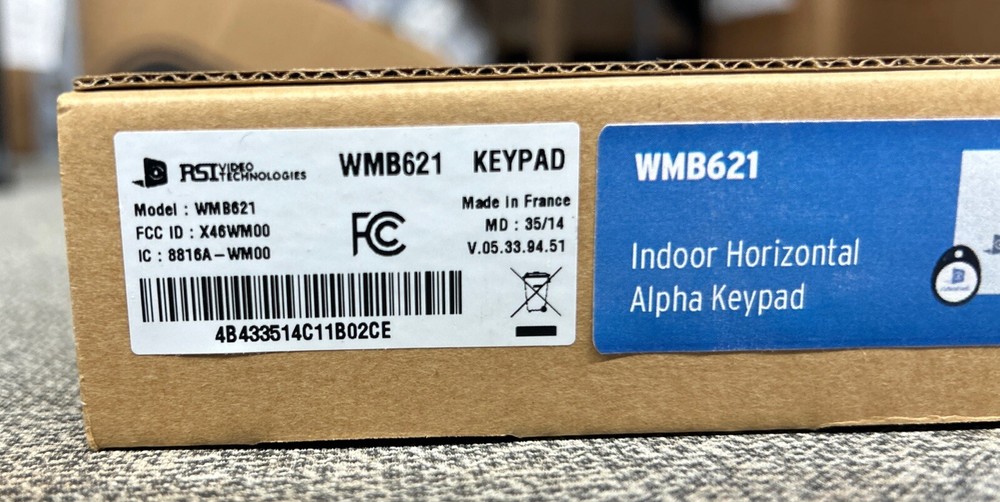 RSI VIDEO TECHNOLOGIES
WMB621 KEYPAD
Model : WMB621
FCC ID : X46WM00
IC : 8816A-WM00
FC
Made in France
MD : 35/14
V.05.33.94.51
4B433514C11B02CE
WMB621
Indoor Horizontal
Alpha Keypad